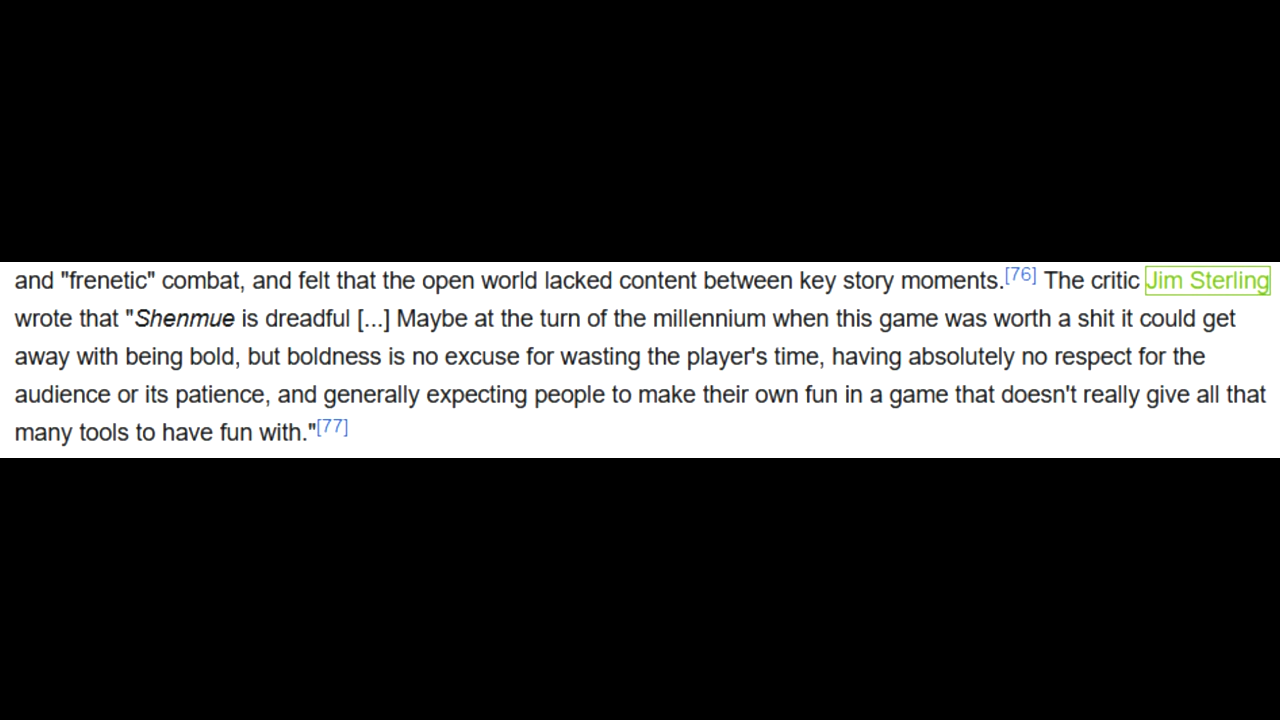 and "frenetic" combat, and felt that the open world lacked content between key story moments.[76] The critic Jim Sterling
wrote that "Shenmue is dreadful [...] Maybe at the turn of the millennium when this game was worth a shit it could get
away with being bold, but boldness is no excuse for wasting the player's time, having absolutely no respect for the
audience or its patience, and generally expecting people to make their own fun in a game that doesn't really give all that
many tools to have fun with."[77]